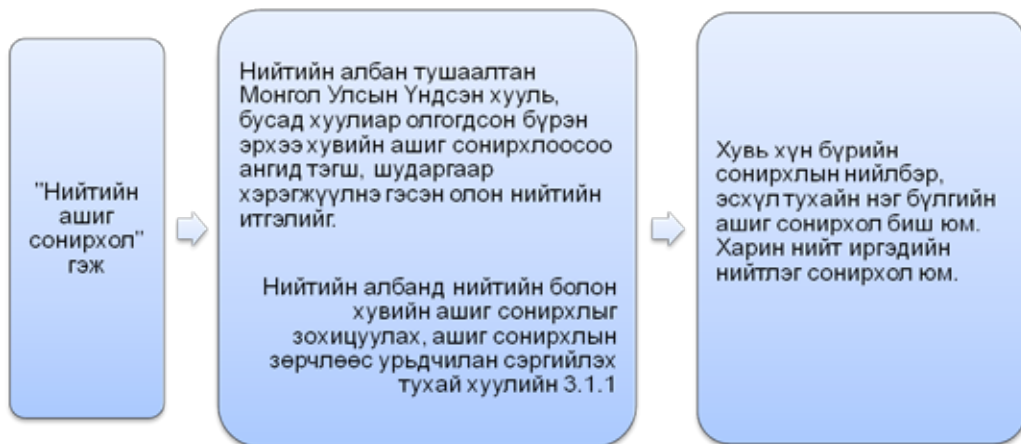 "Нийтийн
ашиг
сонирхол"
гэж
Нийтийн албан тушаалтан
Монгол Улсын Үндсэн хууль,
бусад хуулиар олгогдсон бүрэн
эрхээ хувийн ашиг сонирхлоосоо
ангид тэгш, шударгаар
хэрэгжүүлнэ гэсэн олон нийтийн
итгэлийг.
Нийтийн албанд нийтийн болон
хувийн ашиг сонирхлыг
зохицуулах, ашиг сонирхлын
зөрчлөөс урьдчилан сэргийлэх
тухай хуулийн 3.1.1
Хувь хүн бүрийн
сонирхлын нийлбэр,
эсхүл тухайн нэг бүлгийн
ашиг сонирхол биш юм.
Харин нийт иргэдийн
нийтлэг сонирхол юм.